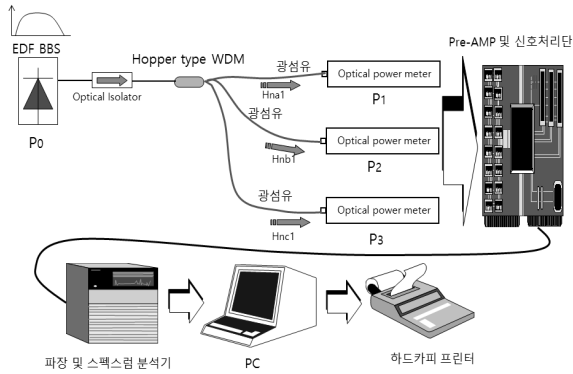 EDF BBS
P0
Optical Isolator
Hopper type WDM
광섬유
Hna1
광섬유
Hnb1
광섬유
Hnc1
Optical power meter
P1
Optical power meter
P2
Optical power meter
P3
Pre-AMP 및 신호처리단
파장 및 스펙스럼 분석기
PC
하드카피 프린터